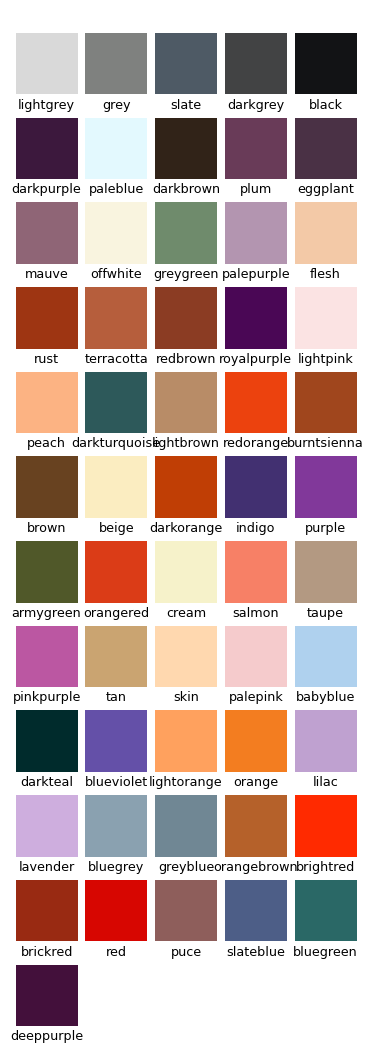 lightgrey grey slate darkgrey black
darkpurple paleblue darkbrown plum eggplant
mauve offwhite greygreen palepurple flesh
rust terracotta redbrown royalpurple lightpink
peach darkturquoise lightbrown redorange burntsienna
brown beige darkorange indigo purple
armygreen orangered cream salmon taupe
pinkpurple tan skin palepink babyblue
darkteal blueviolet lightorange orange lilac
lavender bluegrey greyblue orangebrown brightred
brickred red puce slateblue bluegreen
deeppurple